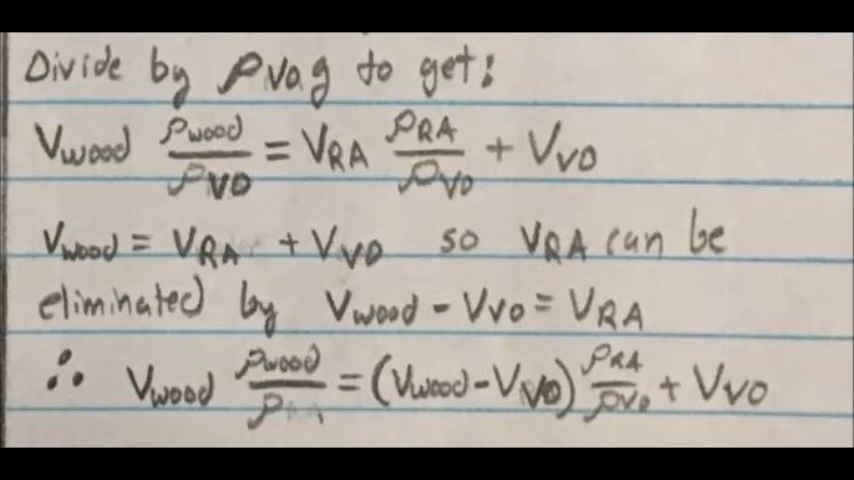 Divide by ρVO g to get:
Vwood ρwood/ρVO = VRA ρRA/ρVO + VVO
Vwood = VRA + VVO so VRA can be
eliminated by Vwood - VVO = VRA
∴ Vwood ρwood/ρ = (Vwood - VVO) ρRA/ρVO + VVO